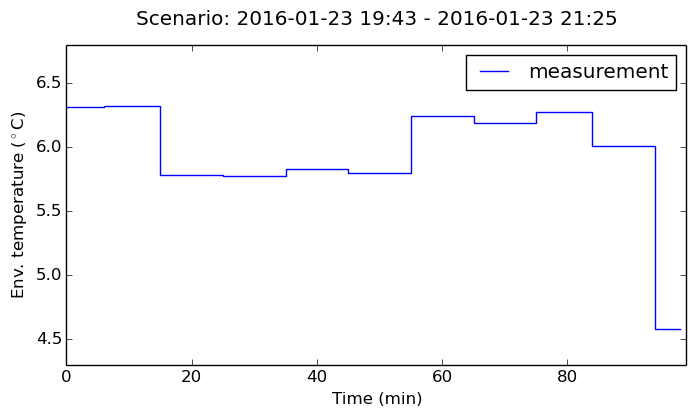 Scenario: 2016-01-23 19:43 - 2016-01-23 21:25
measurement
6.5
6.0
5.5
5.0
4.5
Env. temperature (°C)
0 20 40 60 80
Time (min)